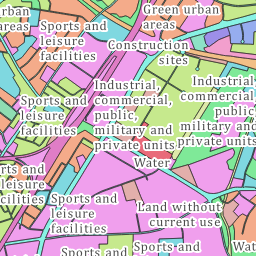 urban
areas
Sports and
leisure
facilities
Green urban
areas
Construction
sites
Industrial,
commercial,
public,
military and
private units
Industrial
commercial
public
military and
private units
Sports and
leisure
facilities
Water
rts and
leisure
cilities
Sports and
leisure
facilities
Land without
current use
Sports and
Sports and
Wat